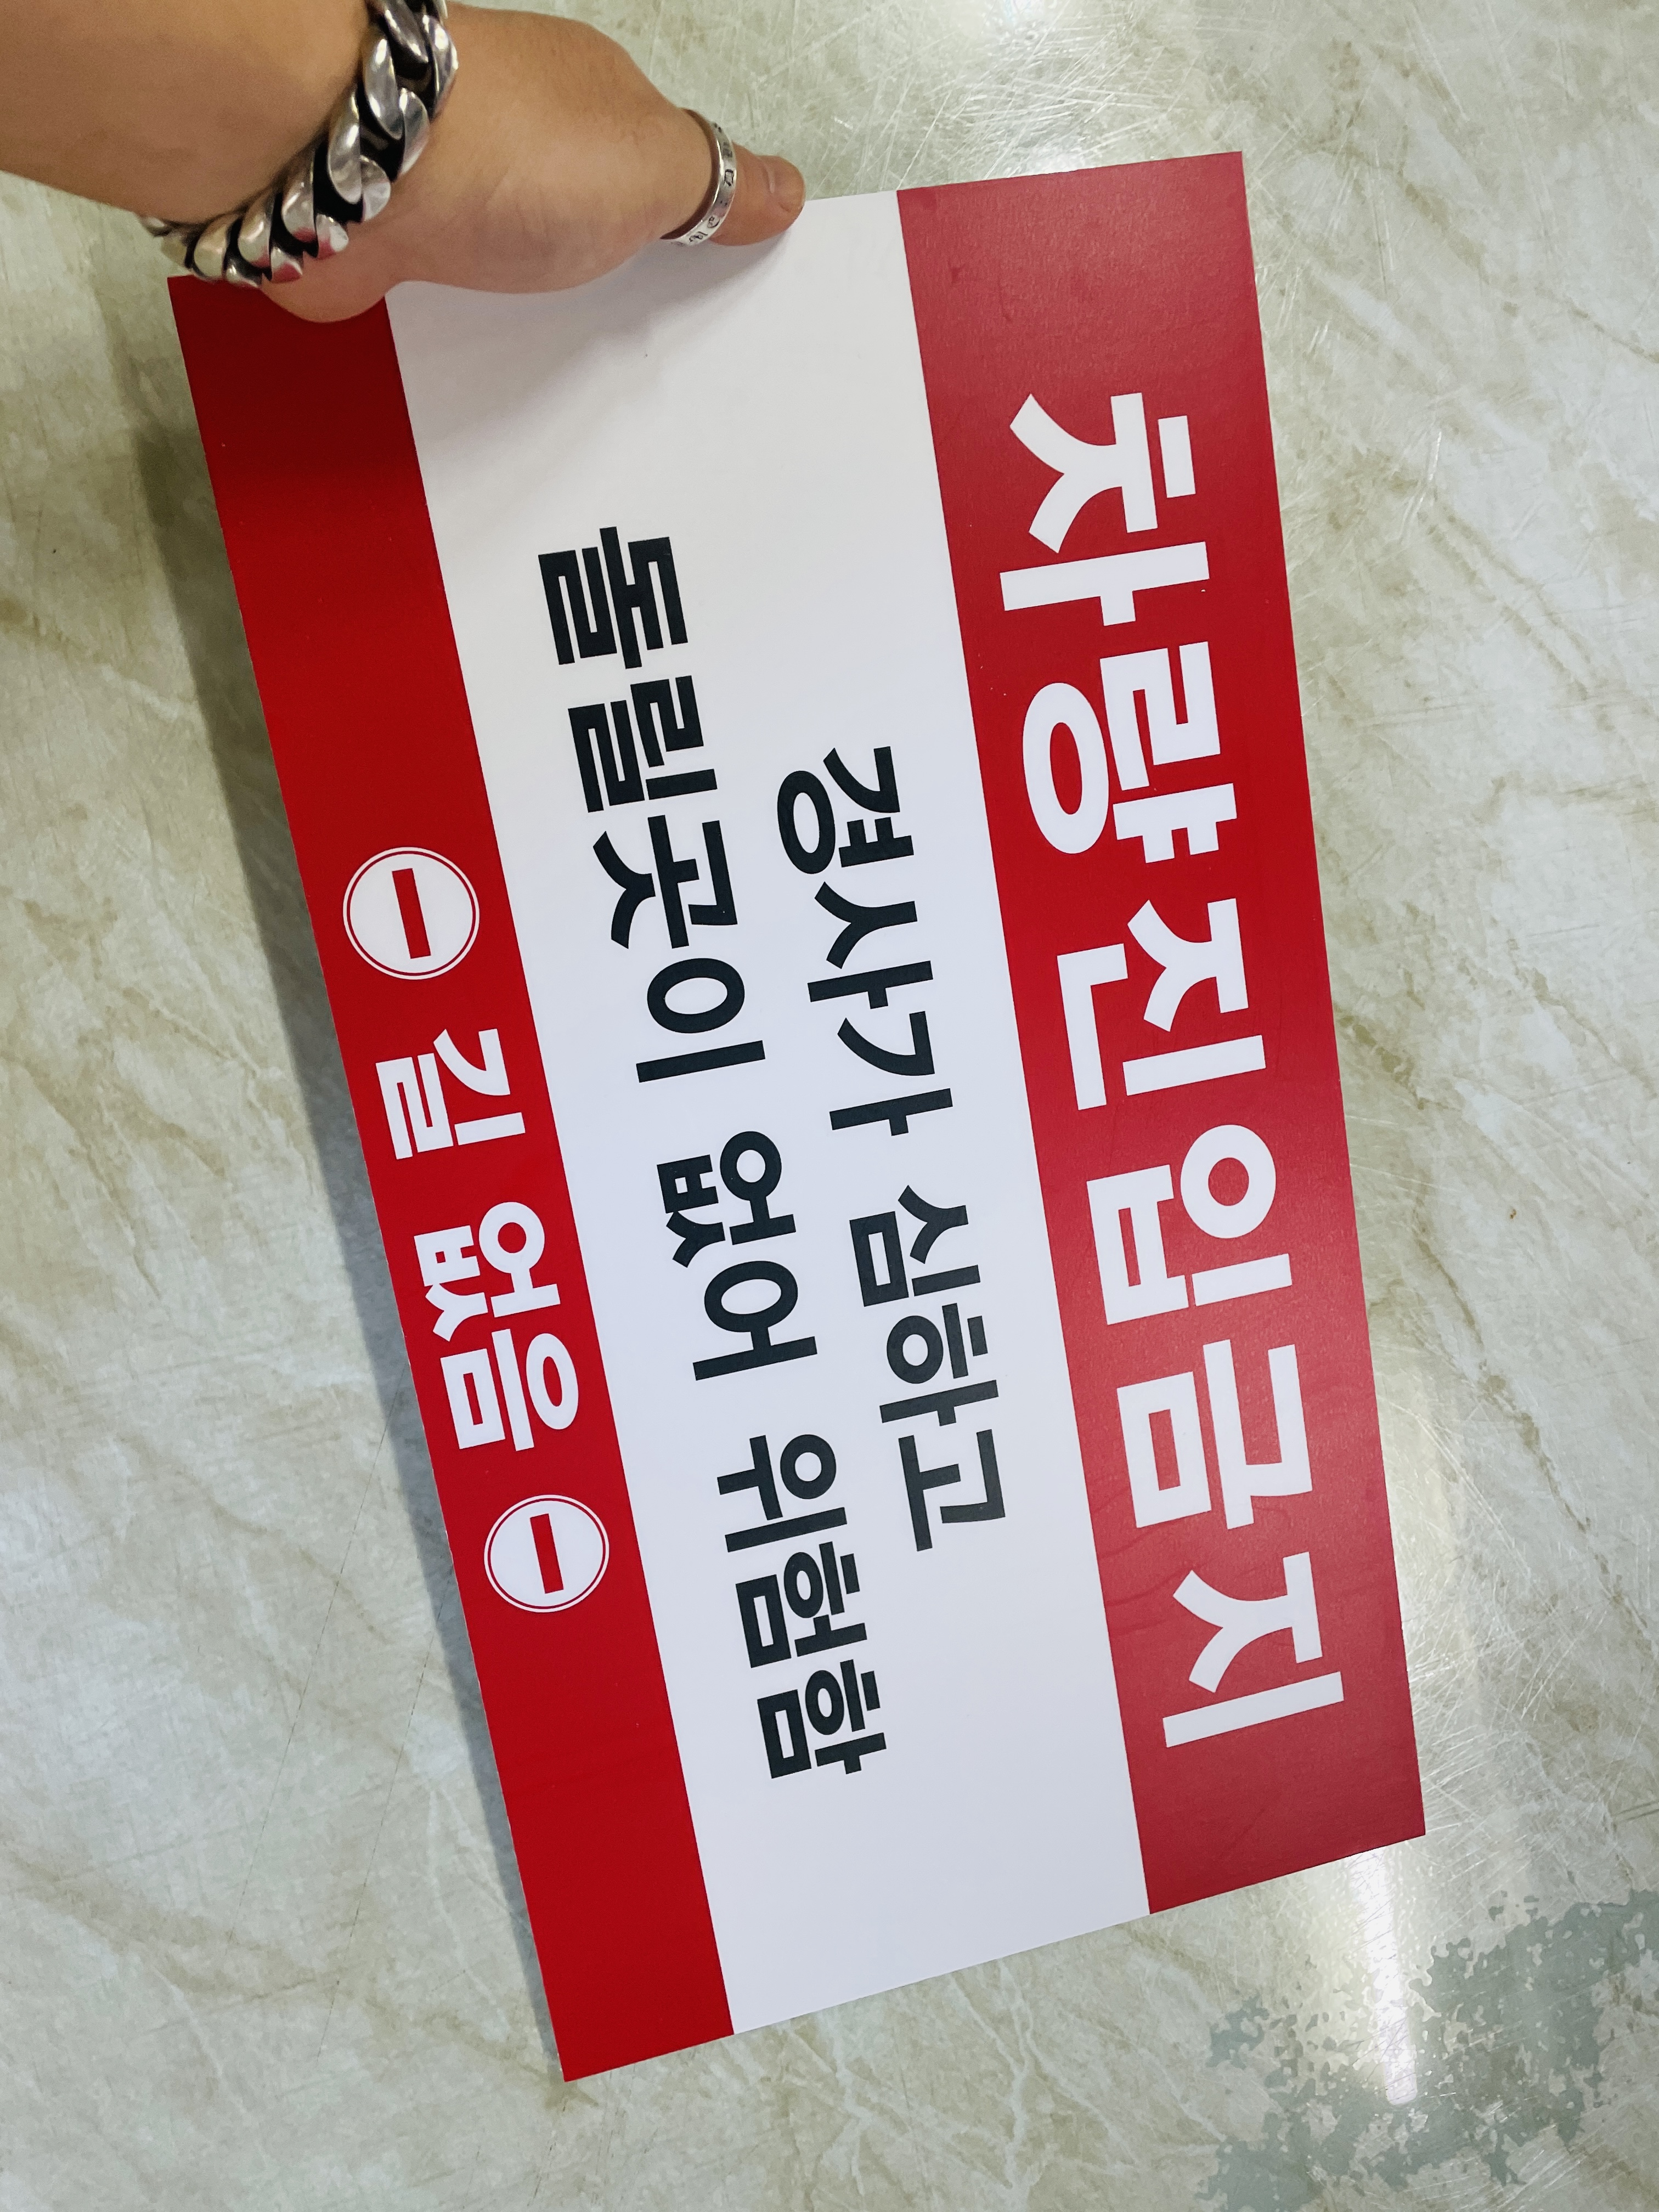 차량진입금지
경사가 심하고
돌릴곳이 없어 위험함
길 없음